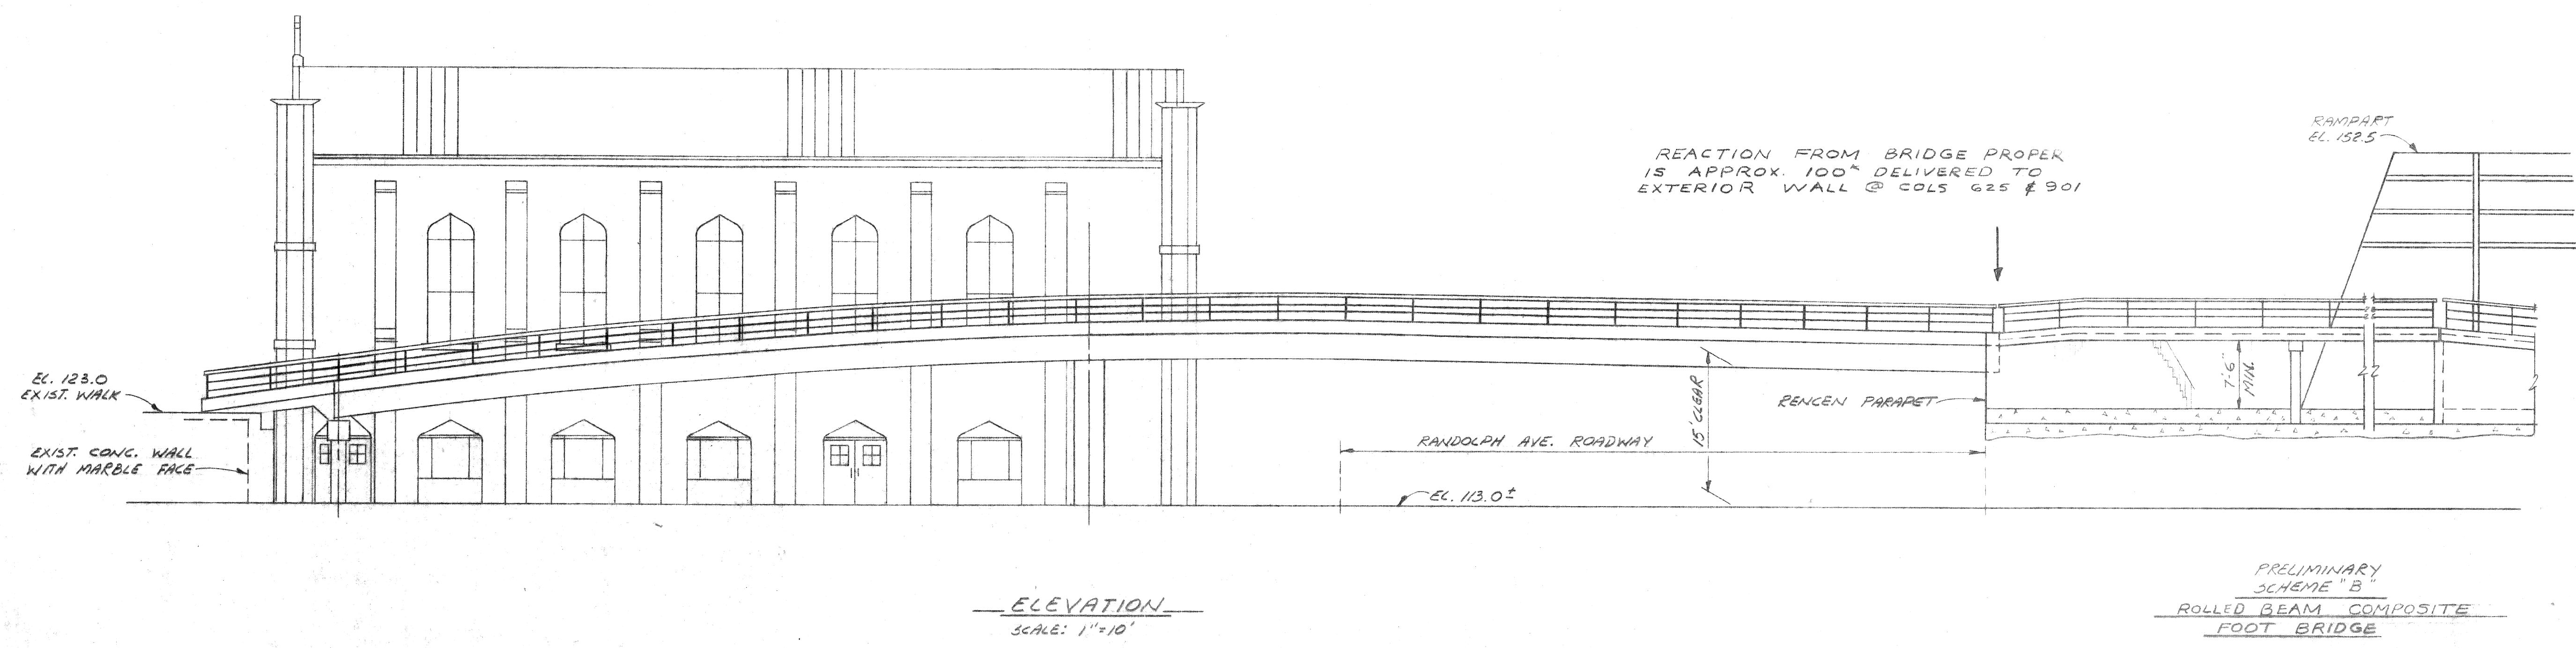 RAMPART
EL. 152.5
REACTION FROM BRIDGE PROPER
IS APPROX. 100ᴷ DELIVERED TO
EXTERIOR WALL @ COLS 625 & 901
EL. 123.0
EXIST. WALK
EXIST. CONC. WALL
WITH MARBLE FACE
15' CLEAR
7'-6"
MIN.
RENCEN PARAPET
RANDOLPH AVE. ROADWAY
EL. 113.0±
ELEVATION
SCALE: 1"=10'
PRELIMINARY
SCHEME "B"
ROLLED BEAM COMPOSITE
FOOT BRIDGE